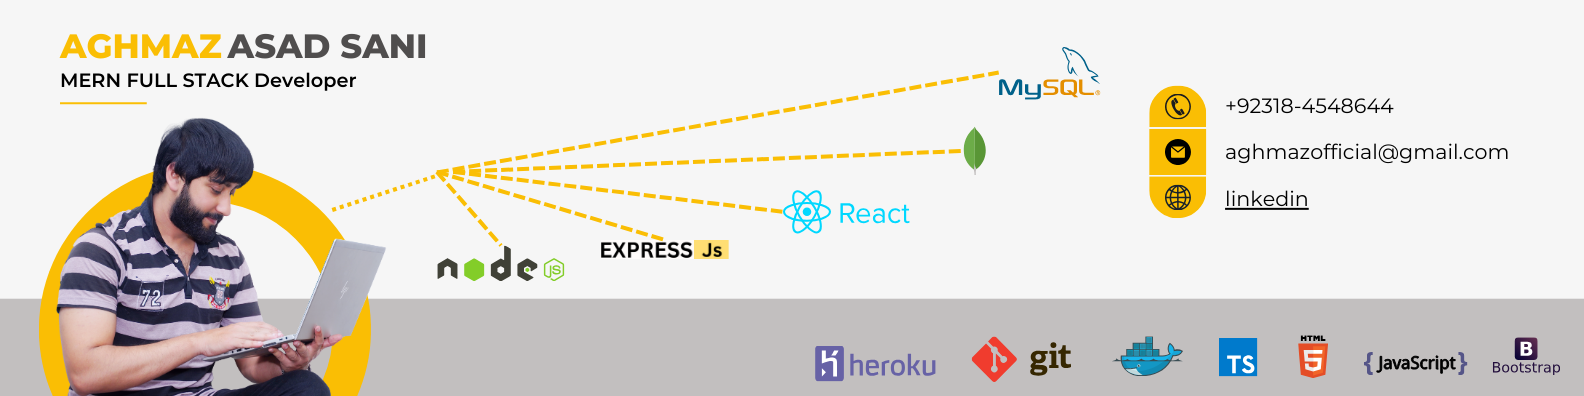 AGHMAZ ASAD SANI
MERN FULL STACK Developer
MySQL®
+92318-4548644
aghmazofficial@gmail.com
linkedin
React
EXPRESS Js
node JS
72
heroku
git
TS
HTML
5
{JavaScript}
B
Bootstrap